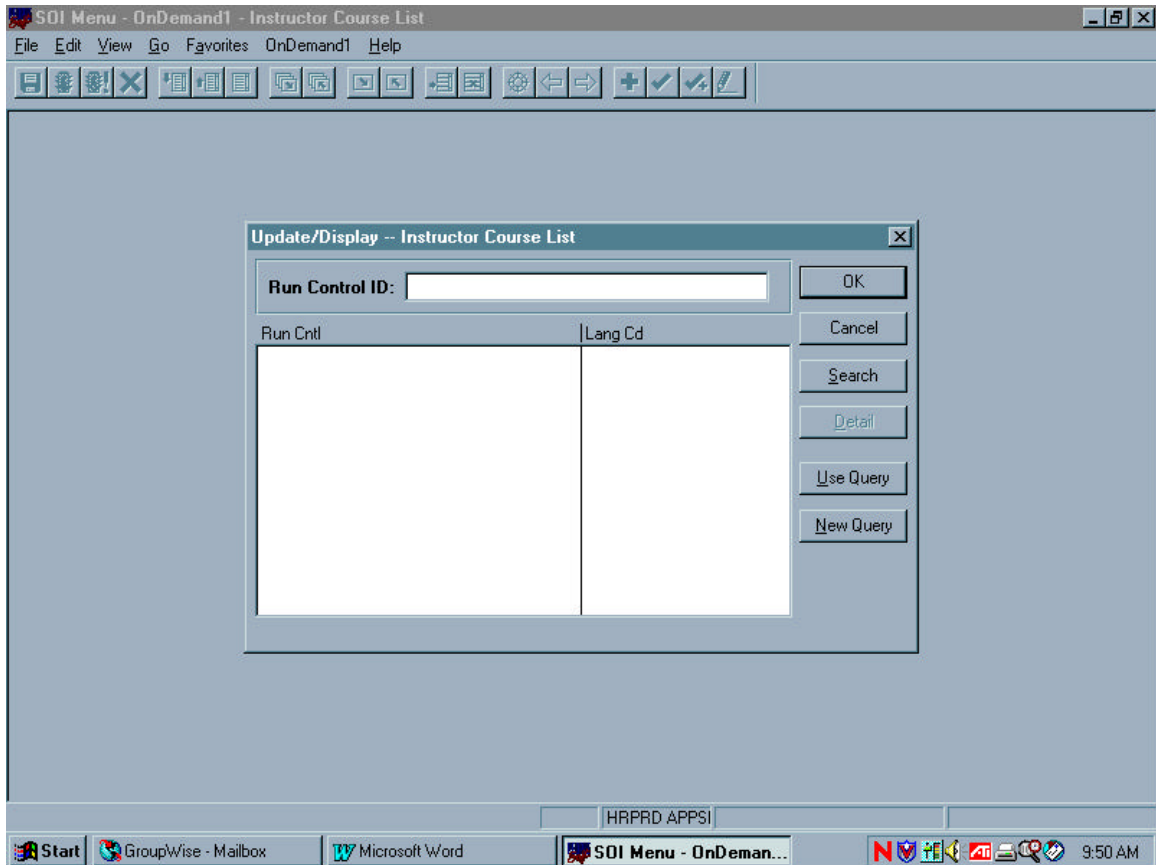 SOI Menu - OnDemand1 - Instructor Course List
File Edit View Go Favorites OnDemand1 Help
Update/Display -- Instructor Course List
Run Control ID:
OK
Run Cntl Lang Cd
Cancel
Search
Detail
Use Query
New Query
HRPRD APPSI
Start GroupWise - Mailbox Microsoft Word SOI Menu - OnDeman... N ATI 9:50 AM